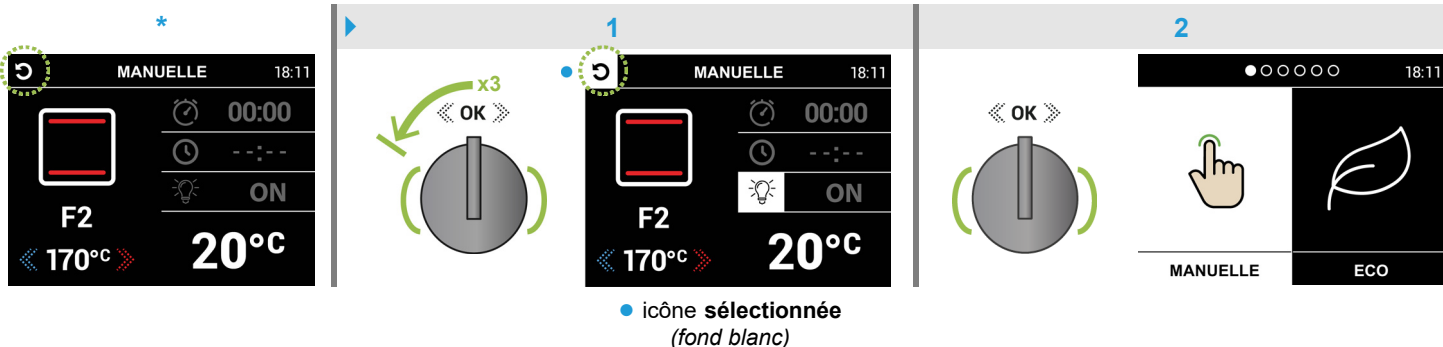 *
1
2
MANUELLE 18:11
00:00
--:--
ON
F2
170°C
20°C
x3
OK
MANUELLE 18:11
00:00
--:--
ON
F2
170°C
20°C
OK
18:11
MANUELLE
ECO
icône sélectionnée
(fond blanc)